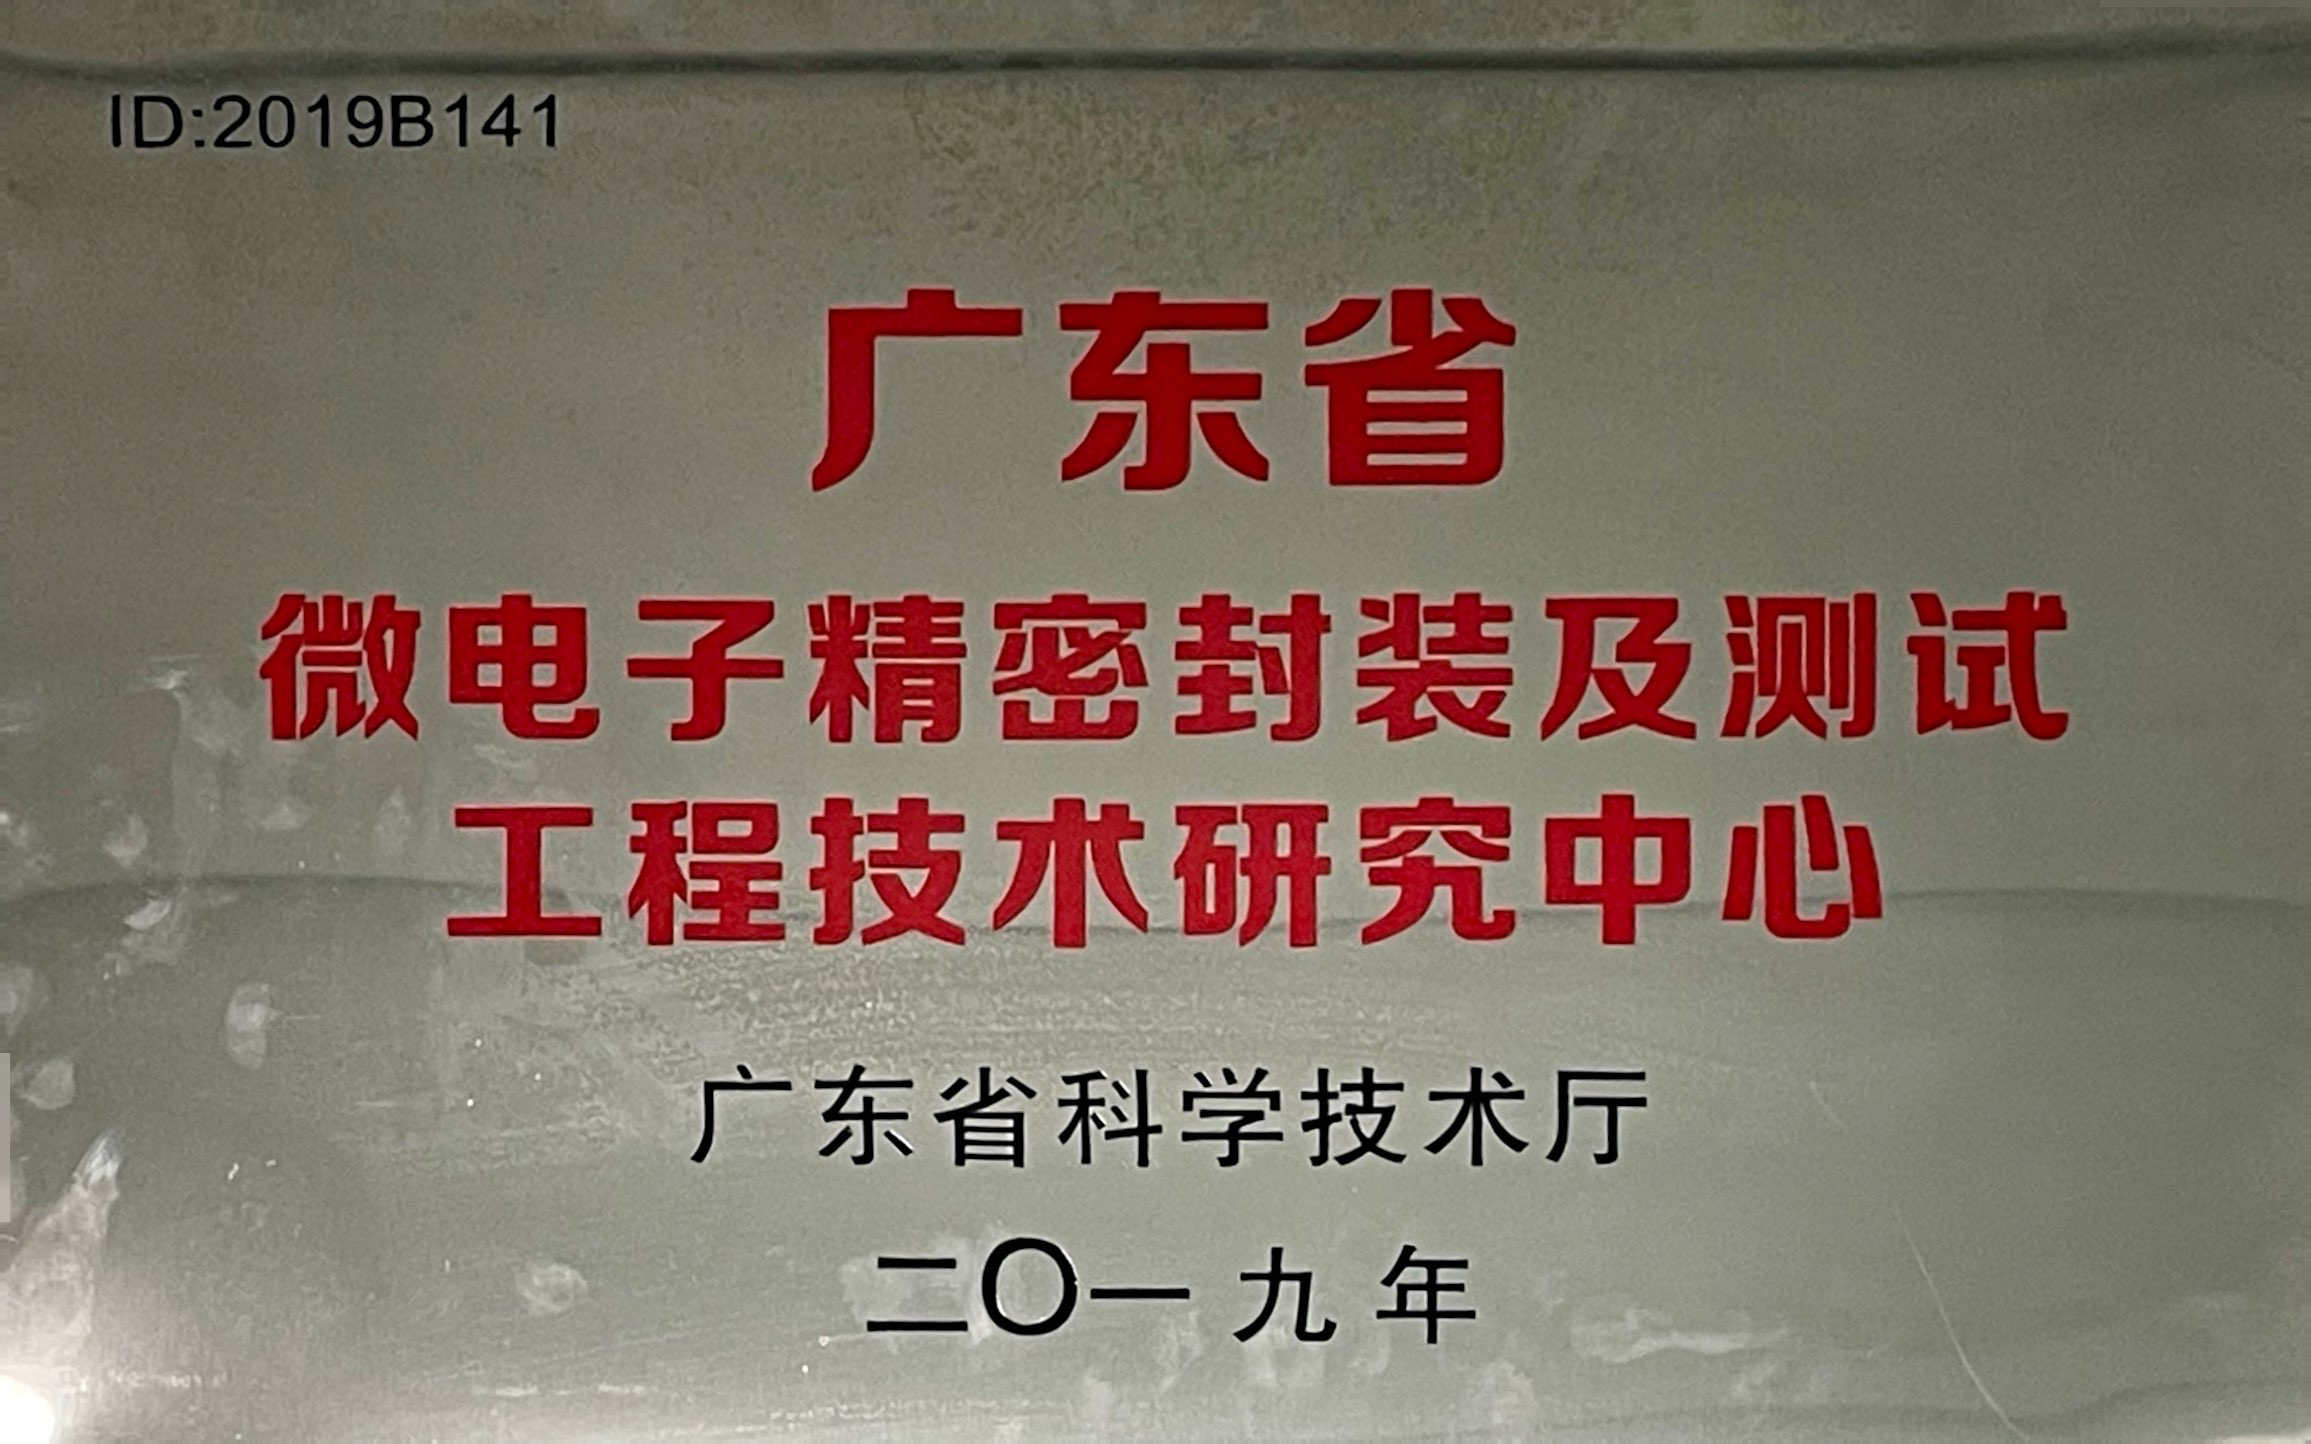 ID:2019B141
广东省
微电子精密封装及测试
工程技术研究中心
广东省科学技术厅
二〇一九年